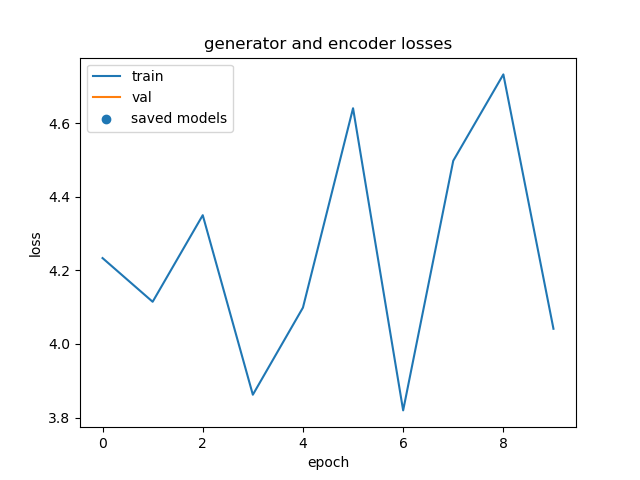 generator and encoder losses
train
val
saved models
4.6
4.4
4.2
4.0
3.8
loss
0 2 4 6 8
epoch